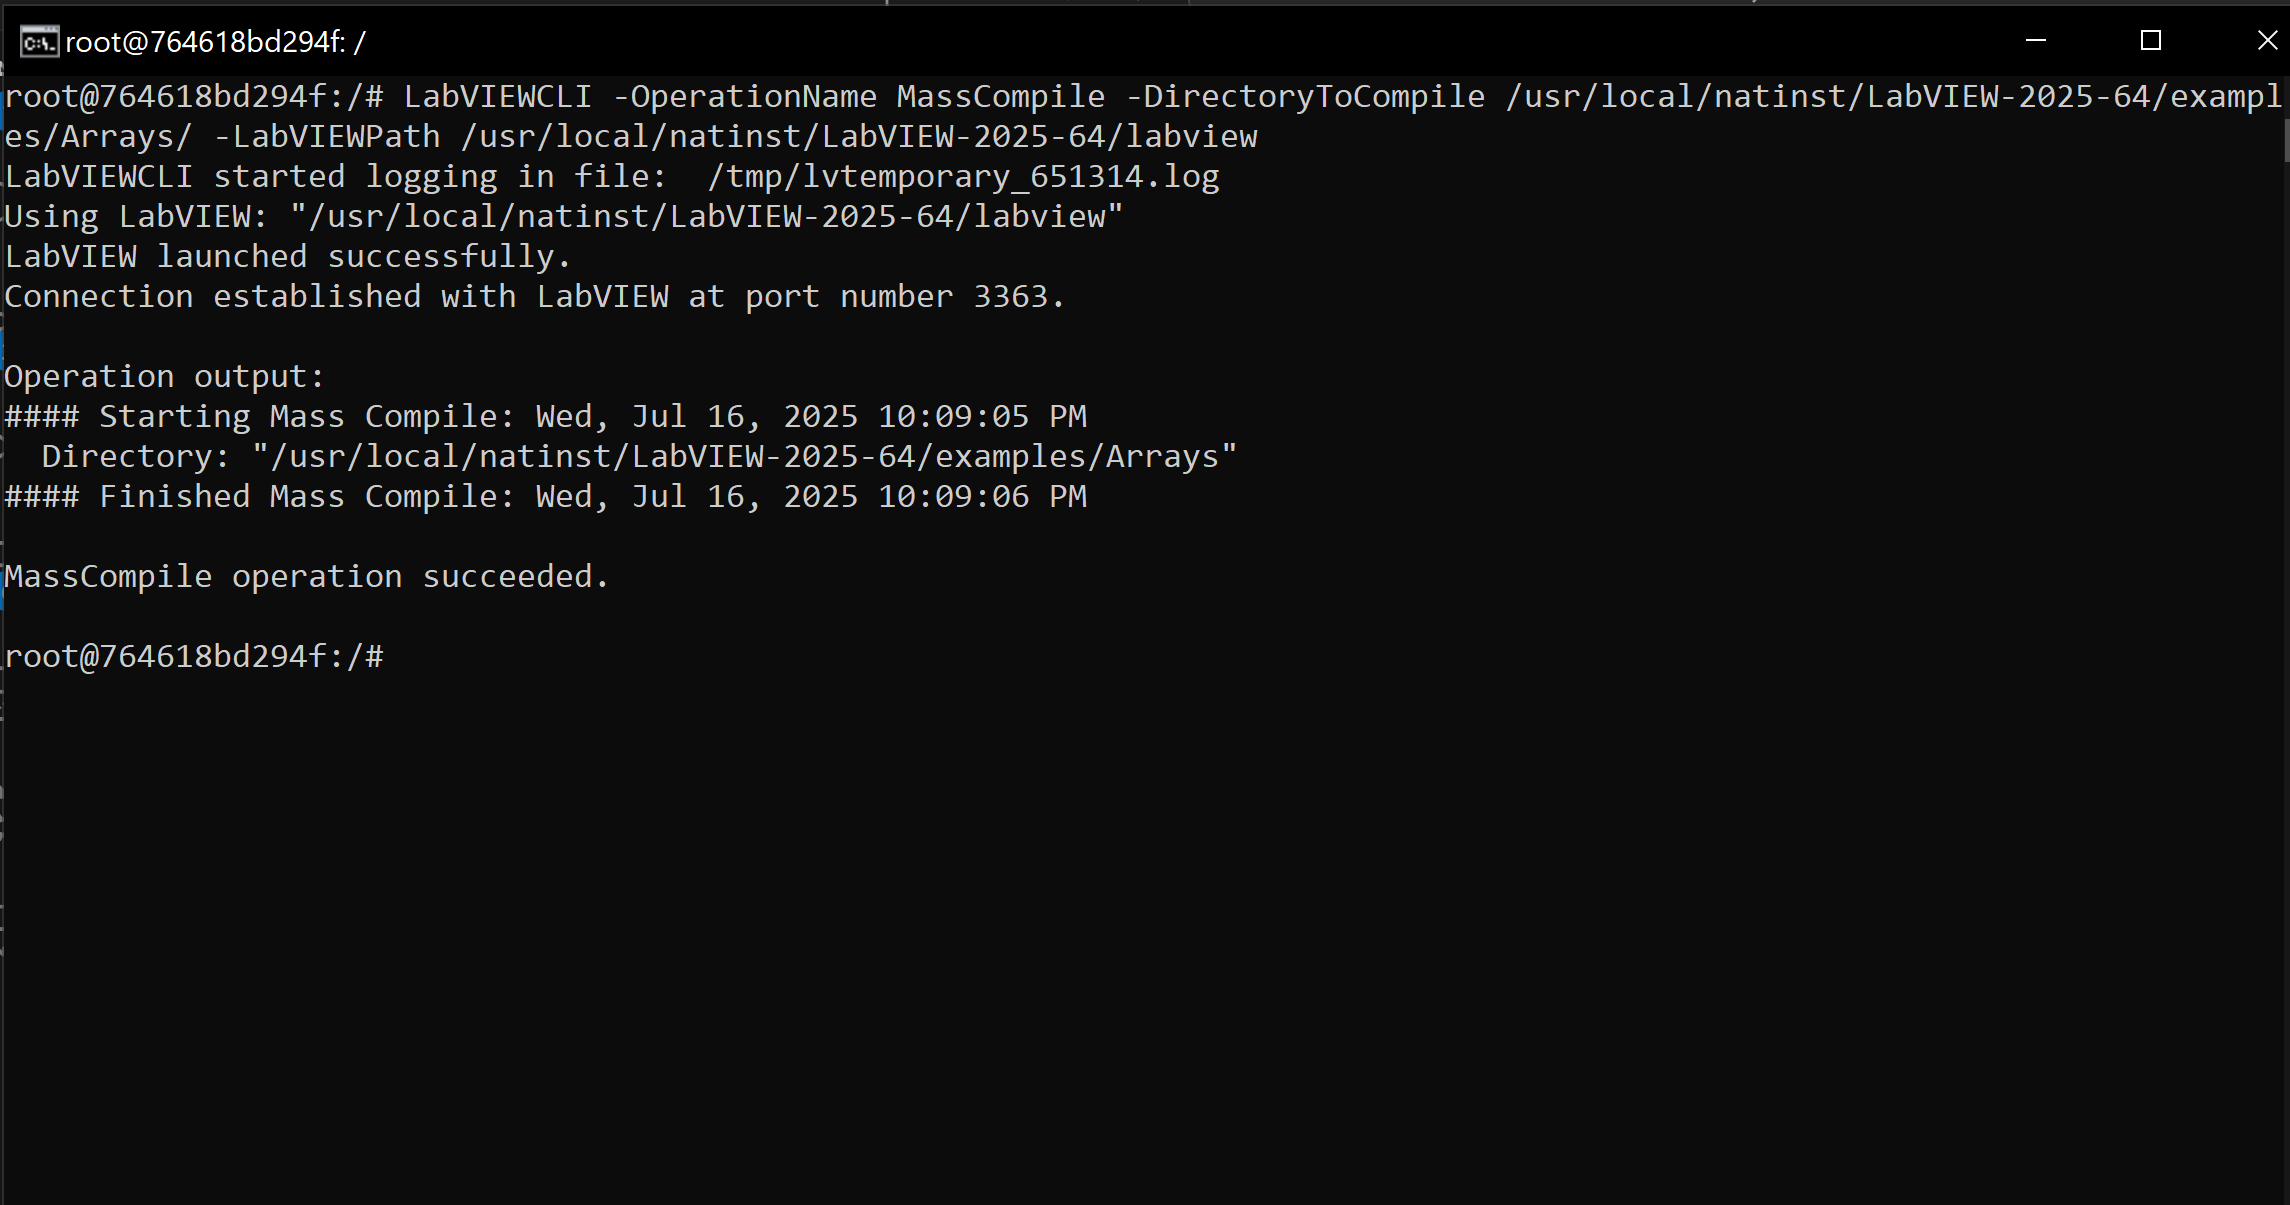 root@764618bd294f: /
root@764618bd294f:/# LabVIEWCLI -OperationName MassCompile -DirectoryToCompile /usr/local/natinst/LabVIEW-2025-64/exampl
es/Arrays/ -LabVIEWPath /usr/local/natinst/LabVIEW-2025-64/labview
LabVIEWCLI started logging in file:  /tmp/lvtemporary_651314.log
Using LabVIEW: "/usr/local/natinst/LabVIEW-2025-64/labview"
LabVIEW launched successfully.
Connection established with LabVIEW at port number 3363.
Operation output:
#### Starting Mass Compile: Wed, Jul 16, 2025 10:09:05 PM
  Directory: "/usr/local/natinst/LabVIEW-2025-64/examples/Arrays"
#### Finished Mass Compile: Wed, Jul 16, 2025 10:09:06 PM
MassCompile operation succeeded.
root@764618bd294f:/#